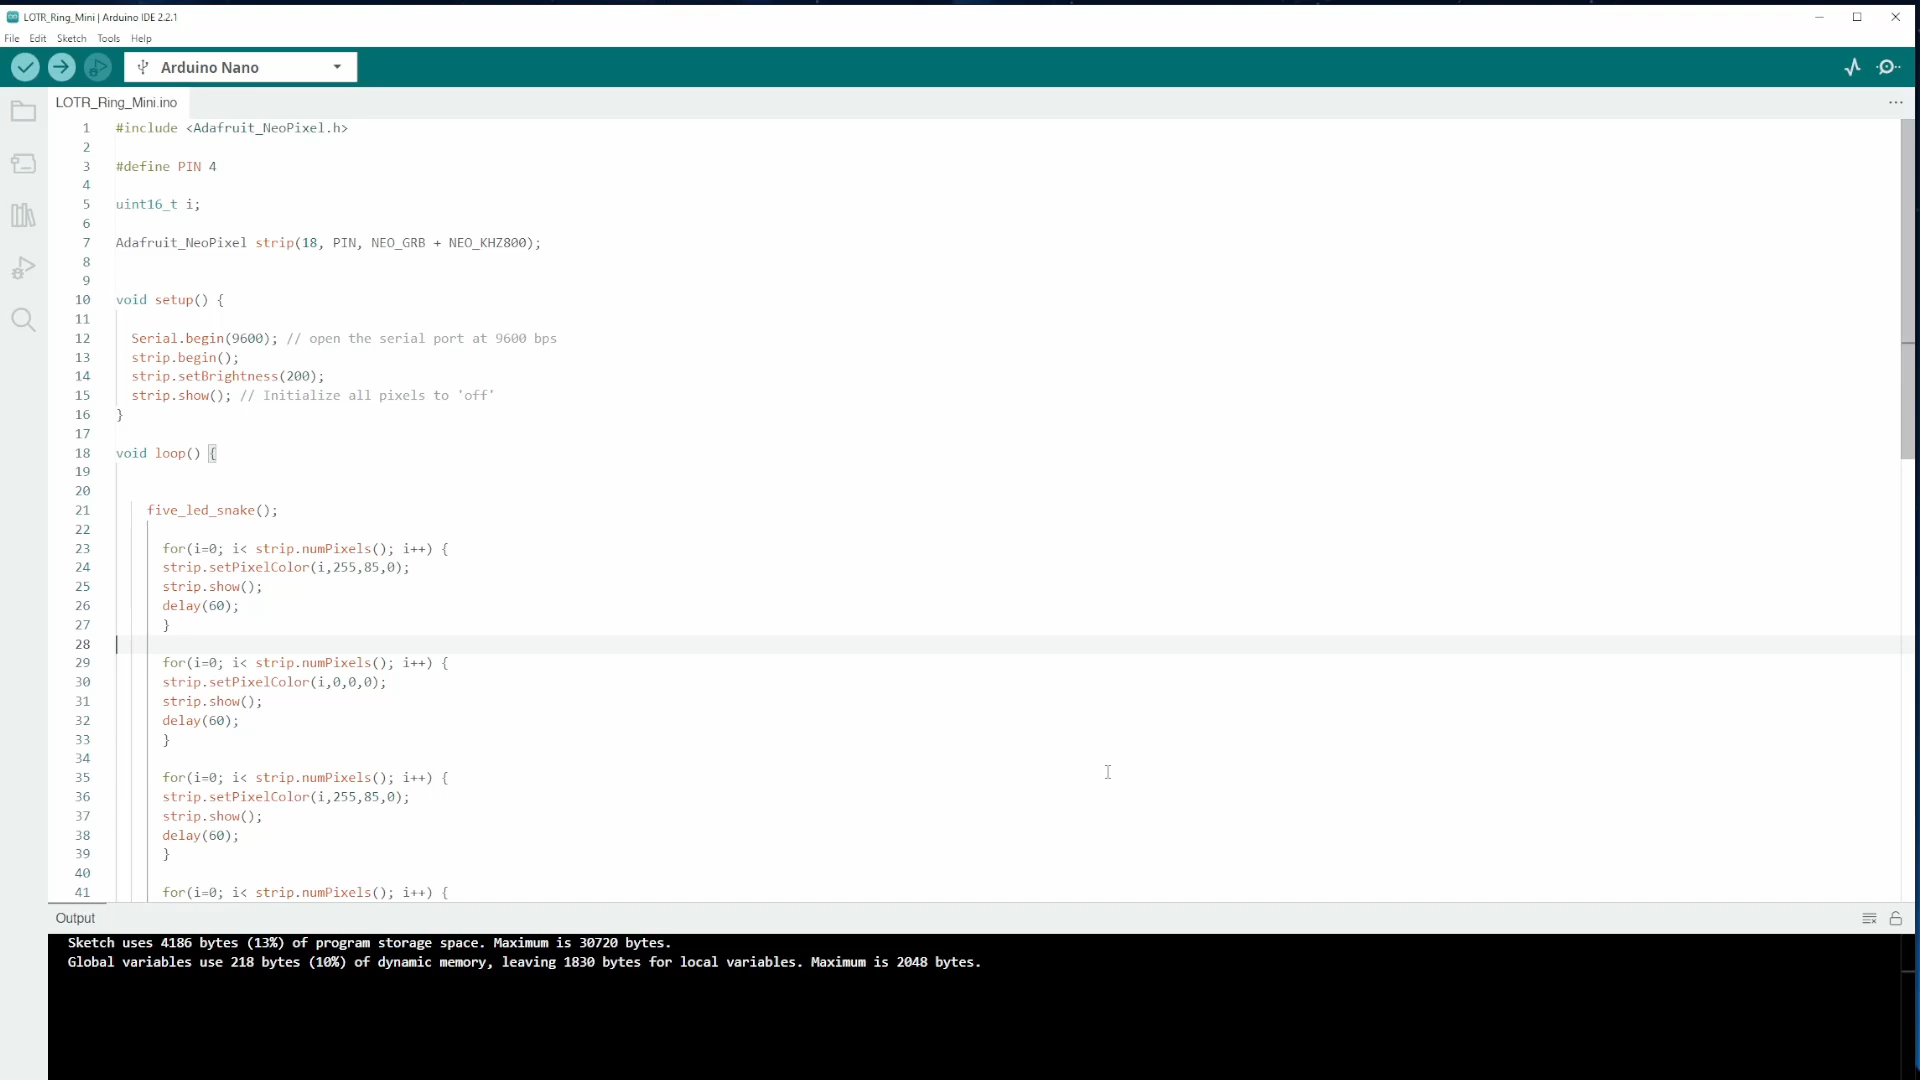 LOTR_Ring_Mini | Arduino IDE 2.2.1
File Edit Sketch Tools Help
Arduino Nano
LOTR_Ring_Mini.ino
1 #include <Adafruit_NeoPixel.h>
2
3 #define PIN 4
4
5 uint16_t i;
6
7 Adafruit_NeoPixel strip(18, PIN, NEO_GRB + NEO_KHZ800);
8
9
10 void setup() {
11
12 Serial.begin(9600); // open the serial port at 9600 bps
13 strip.begin();
14 strip.setBrightness(200);
15 strip.show(); // Initialize all pixels to 'off'
16 }
17
18 void loop() {
19
20
21 five_led_snake();
22
23 for(i=0; i< strip.numPixels(); i++) {
24 strip.setPixelColor(i,255,85,0);
25 strip.show();
26 delay(60);
27 }
28
29 for(i=0; i< strip.numPixels(); i++) {
30 strip.setPixelColor(i,0,0,0);
31 strip.show();
32 delay(60);
33 }
34
35 for(i=0; i< strip.numPixels(); i++) {
36 strip.setPixelColor(i,255,85,0);
37 strip.show();
38 delay(60);
39 }
40
41 for(i=0; i< strip.numPixels(); i++) {
Output
Sketch uses 4186 bytes (13%) of program storage space. Maximum is 30720 bytes.
Global variables use 218 bytes (10%) of dynamic memory, leaving 1830 bytes for local variables. Maximum is 2048 bytes.